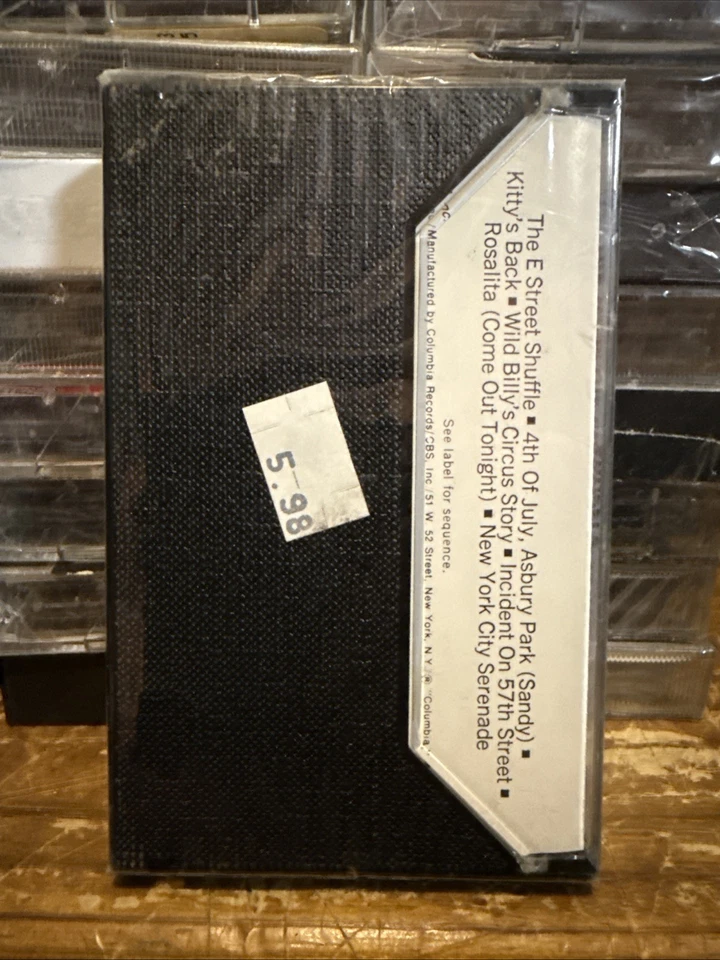 The E Street Shuffle ▪ 4th Of July, Asbury Park (Sandy) ▪
Kitty's Back ▪ Wild Billy's Circus Story ▪ Incident On 57th Street ▪
Rosalita (Come Out Tonight) ▪ New York City Serenade
See label for sequence.
/Manufactured by Columbia Records/CBS, Inc./51 W. 52 Street, New York, N.Y./® "Columbia,"
5.98